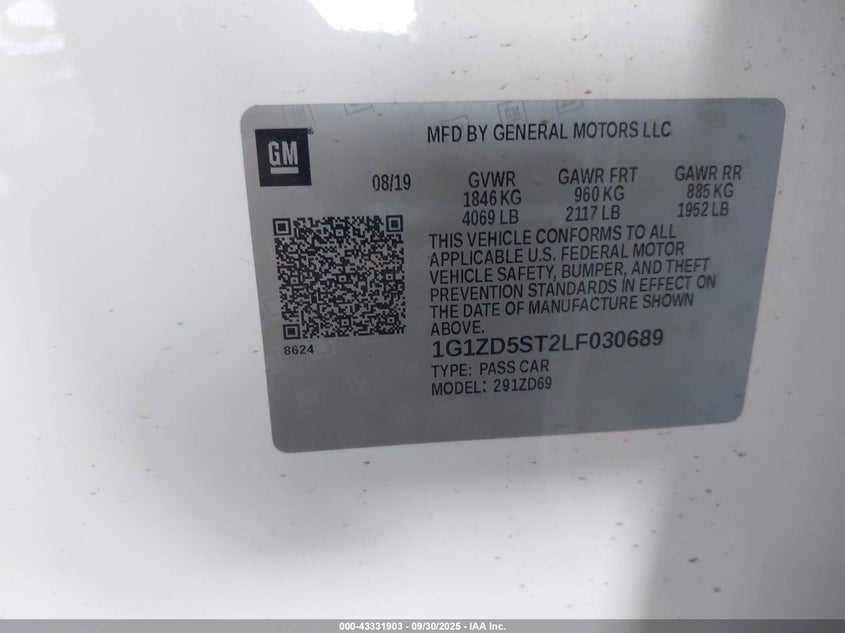 MFD BY GENERAL MOTORS LLC
GM®
08/19
GVWR
1846 KG
4069 LB
GAWR FRT
960 KG
2117 LB
GAWR RR
885 KG
1952 LB
THIS VEHICLE CONFORMS TO ALL
APPLICABLE U.S. FEDERAL MOTOR
VEHICLE SAFETY, BUMPER, AND THEFT
PREVENTION STANDARDS IN EFFECT ON
THE DATE OF MANUFACTURE SHOWN
ABOVE.
8624
1G1ZD5ST2LF030689
TYPE: PASS CAR
MODEL: 291ZD69
000-43331903 - 09/30/2025 - IAA Inc.